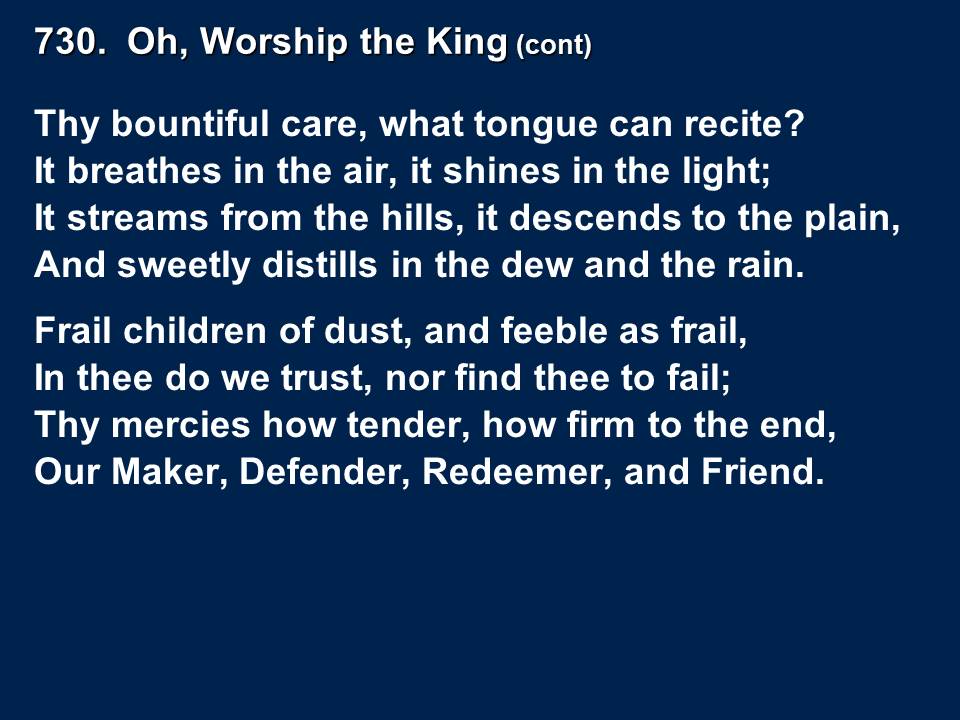 730.  Oh, Worship the King (cont)
Thy bountiful care, what tongue can recite?
It breathes in the air, it shines in the light;
It streams from the hills, it descends to the plain,
And sweetly distills in the dew and the rain.
Frail children of dust, and feeble as frail,
In thee do we trust, nor find thee to fail;
Thy mercies how tender, how firm to the end,
Our Maker, Defender, Redeemer, and Friend.